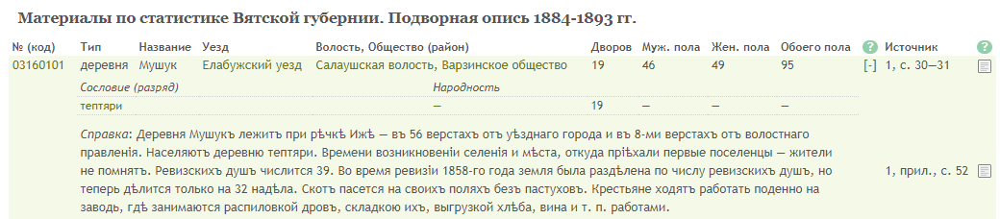 Материалы по статистике Вятской губернии. Подворная опись 1884-1893 гг.
№ (код) Тип Название Уезд Волость, Общество (район) Дворов Муж. пола Жен. пола Обоего пола ? Источник ?
03160101 деревня Мушук Елабужский уезд Салаушская волость, Варзинское общество 19 46 49 95 [-] 1, с. 30—31
Сословие (разряд) Народность
тептяри — 19 — — —
Справка: Деревня Мушукъ лежитъ при рѣчкѣ Ижѣ — въ 56 верстахъ отъ уѣзднаго города и въ 8-ми верстахъ отъ волостнаго
правленія. Населяютъ деревню тептяри. Времени возникновенія селенія и мѣста, откуда пріѣхали первые поселенцы — жители
не помнятъ. Ревизскихъ душъ числится 39. Во время ревизіи 1858-го года земля была раздѣлена по числу ревизскихъ душъ, но
теперь дѣлится только на 32 надѣла. Скотъ пасется на своихъ поляхъ безъ пастуховъ. Крестьяне ходятъ работать поденно на
заводь, гдѣ занимаются распиловкой дровъ, складкою ихъ, выгрузкой хлѣба, вина и т. п. работами.
1, прил., с. 52